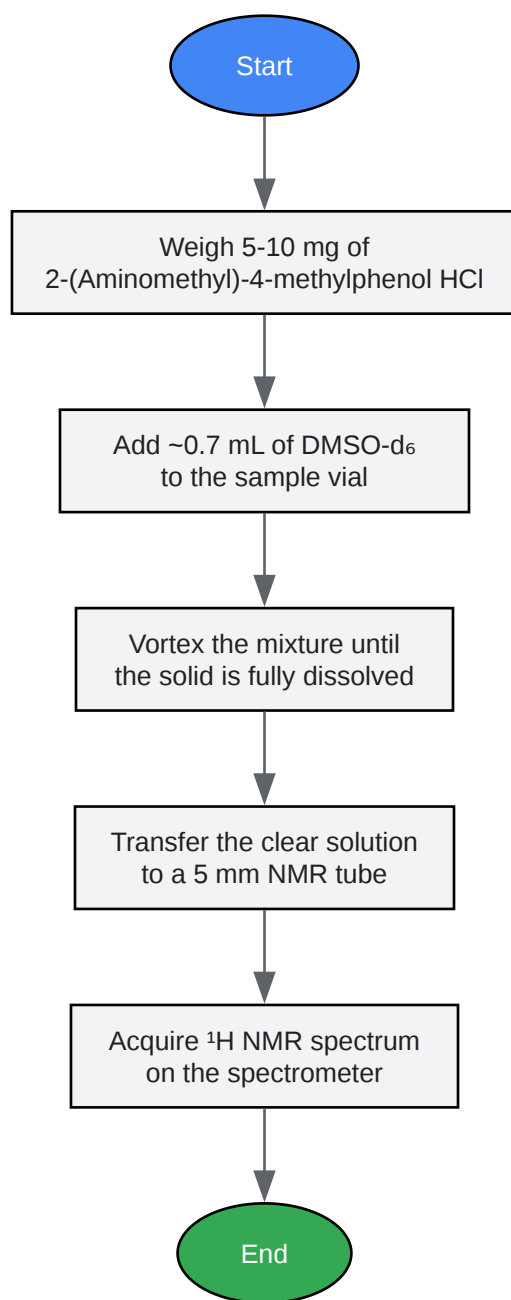 Start
Weigh 5-10 mg of
2-(Aminomethyl)-4-methylphenol HCl
Add ~0.7 mL of DMSO-d₆
to the sample vial
Vortex the mixture until
the solid is fully dissolved
Transfer the clear solution
to a 5 mm NMR tube
Acquire ¹H NMR spectrum
on the spectrometer
End